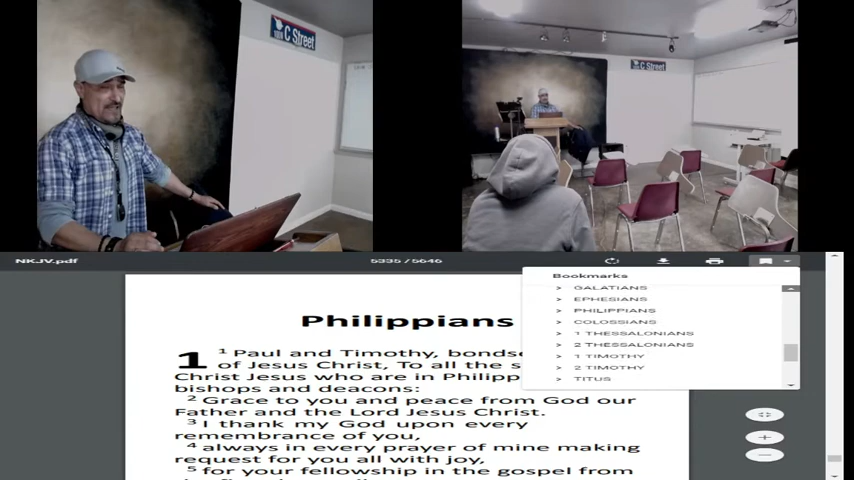 C Street
C Street
NKJV.pdf
5335 / 5646
Bookmarks
GALATIANS
EPHESIANS
PHILIPPIANS
COLOSSIANS
1 THESSALONIANS
2 THESSALONIANS
1 TIMOTHY
2 TIMOTHY
TITUS
Philippians
1 1 Paul and Timothy, bondse
of Jesus Christ, To all the s
Christ Jesus who are in Philipp
bishops and deacons:
2 Grace to you and peace from God our
Father and the Lord Jesus Christ.
3 I thank my God upon every
remembrance of you,
4 always in every prayer of mine making
request for you all with joy,
5 for your fellowship in the gospel from